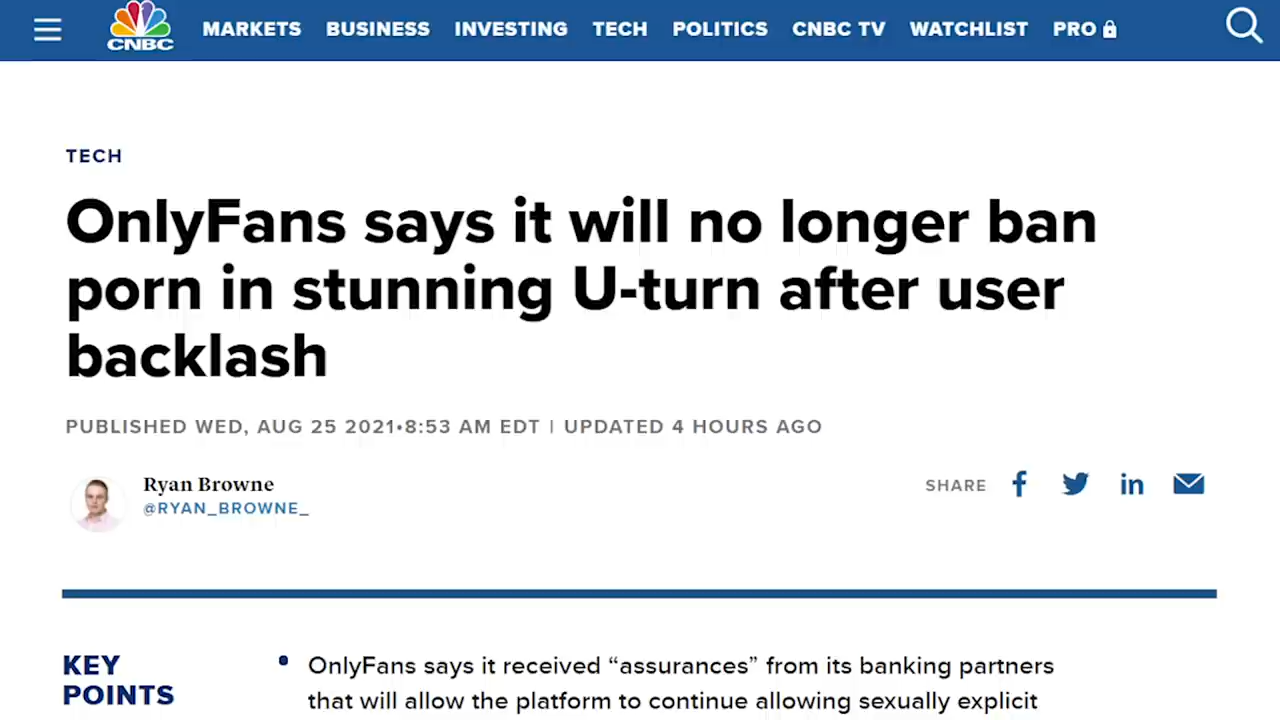 CNBC
MARKETS BUSINESS INVESTING TECH POLITICS CNBC TV WATCHLIST PRO
TECH
OnlyFans says it will no longer ban
porn in stunning U-turn after user
backlash
PUBLISHED WED, AUG 25 2021•8:53 AM EDT | UPDATED 4 HOURS AGO
Ryan Browne
@RYAN_BROWNE_
SHARE
KEY
POINTS
• OnlyFans says it received “assurances” from its banking partners
that will allow the platform to continue allowing sexually explicit